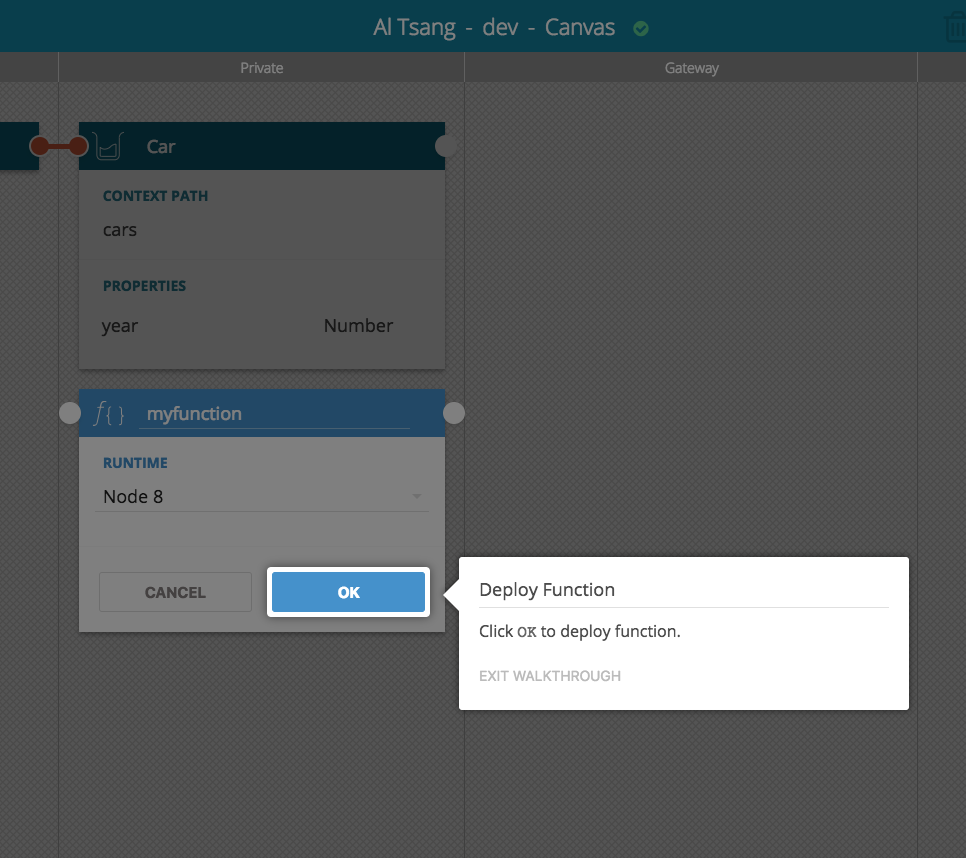 Al Tsang - dev - Canvas
Private
Gateway
Car
CONTEXT PATH
cars
PROPERTIES
year Number
ƒ{ } myfunction
RUNTIME
Node 8
CANCEL
OK
Deploy Function
Click OK to deploy function.
EXIT WALKTHROUGH